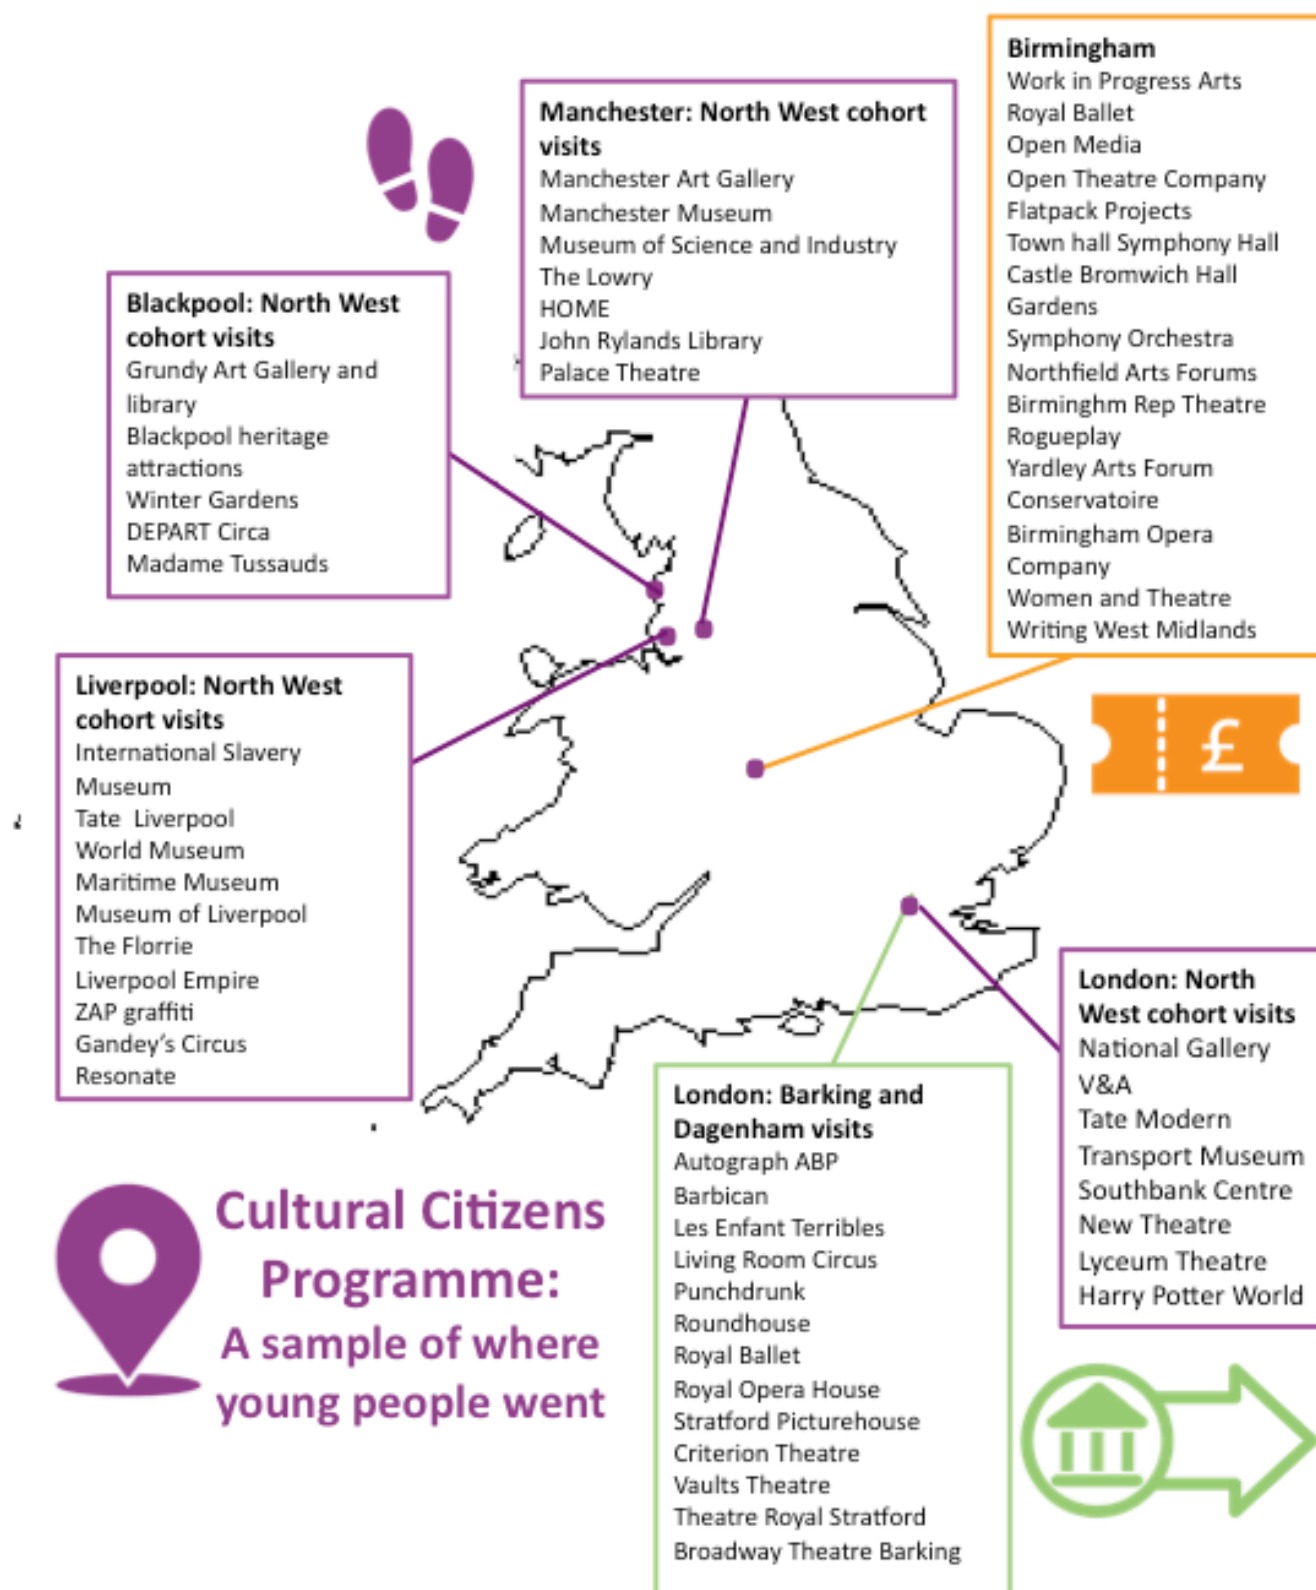 Birmingham
Work in Progress Arts
Royal Ballet
Open Media
Open Theatre Company
Flatpack Projects
Town hall Symphony Hall
Castle Bromwich Hall
Gardens
Symphony Orchestra
Northfield Arts Forums
Birminghm Rep Theatre
Rogueplay
Yardley Arts Forum
Conservatoire
Birmingham Opera
Company
Women and Theatre
Writing West Midlands
Manchester: North West cohort
visits
Manchester Art Gallery
Manchester Museum
Museum of Science and Industry
The Lowry
HOME
John Rylands Library
Palace Theatre
Blackpool: North West
cohort visits
Grundy Art Gallery and
library
Blackpool heritage
attractions
Winter Gardens
DEPART Circa
Madame Tussauds
Liverpool: North West
cohort visits
International Slavery
Museum
Tate Liverpool
World Museum
Maritime Museum
Museum of Liverpool
The Florrie
Liverpool Empire
ZAP graffiti
Gandey's Circus
Resonate
£
London: North
West cohort visits
National Gallery
V&A
Tate Modern
Transport Museum
Southbank Centre
New Theatre
Lyceum Theatre
Harry Potter World
London: Barking and
Dagenham visits
Autograph ABP
Barbican
Les Enfant Terribles
Living Room Circus
Punchdrunk
Roundhouse
Royal Ballet
Royal Opera House
Stratford Picturehouse
Criterion Theatre
Vaults Theatre
Theatre Royal Stratford
Broadway Theatre Barking
Cultural Citizens
Programme:
A sample of where
young people went